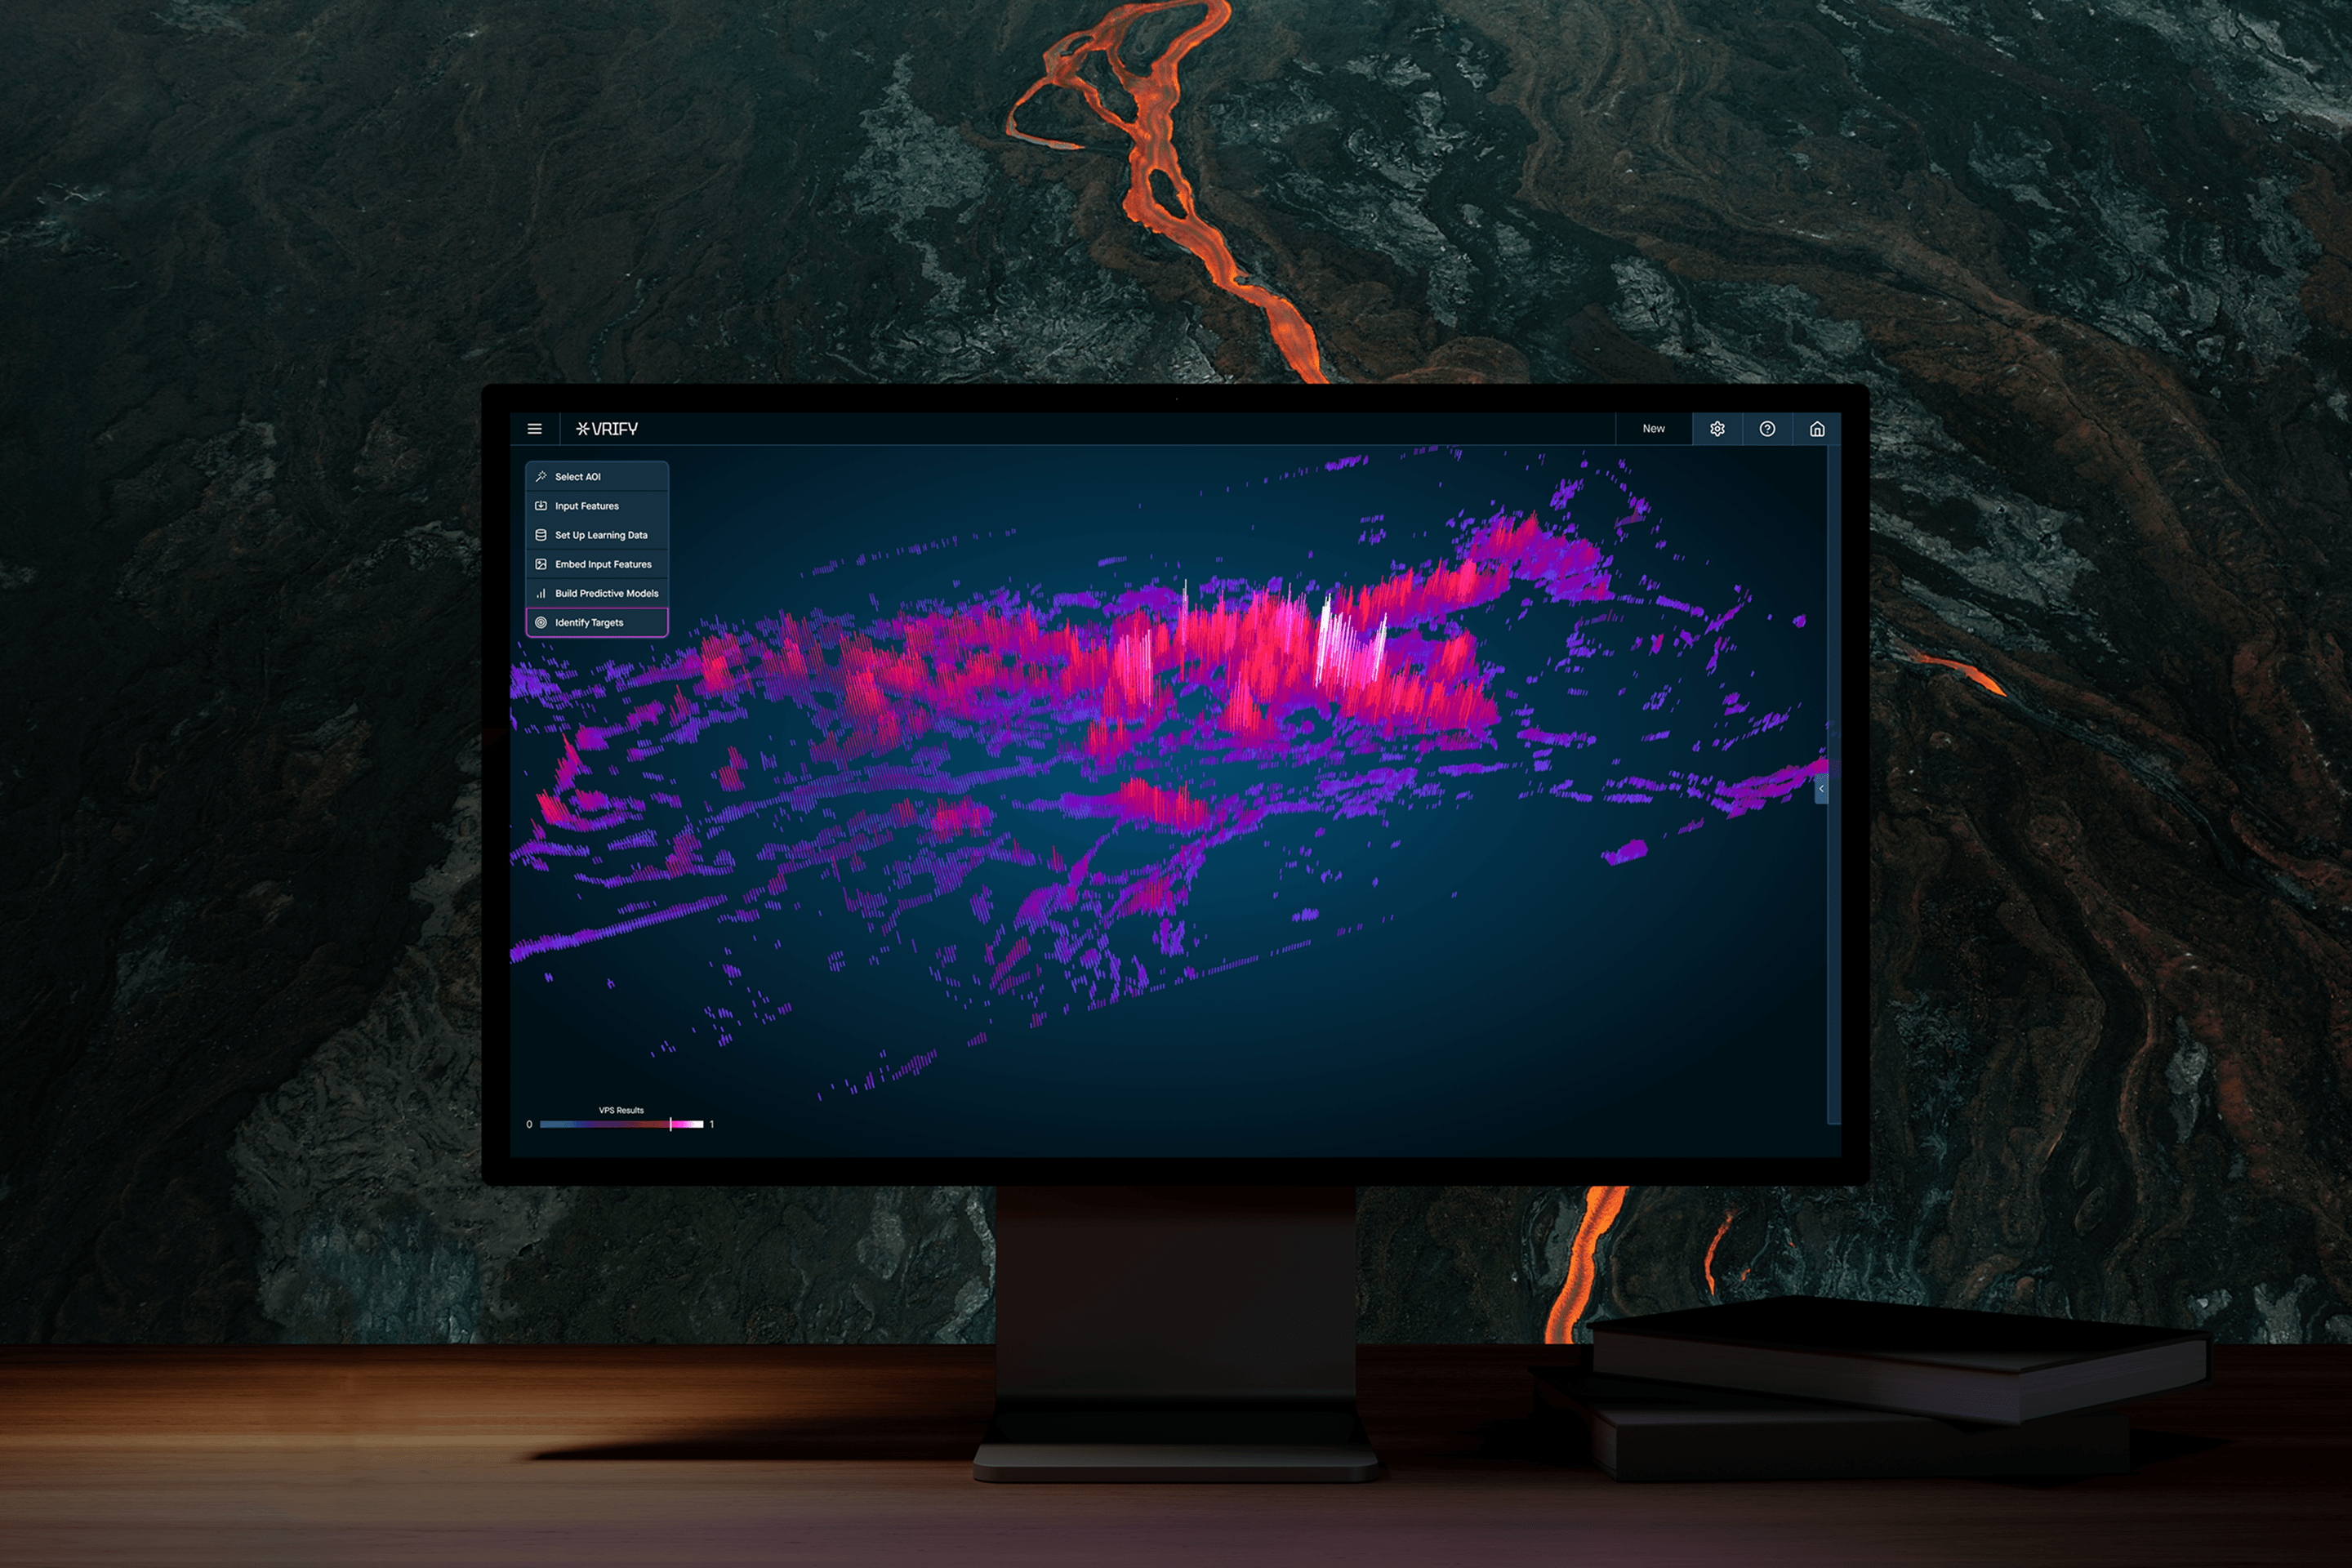 VRIFY
New
Select AOI
Input Features
Set Up Learning Data
Embed Input Features
Build Predictive Models
Identify Targets
VPS Results
0
1